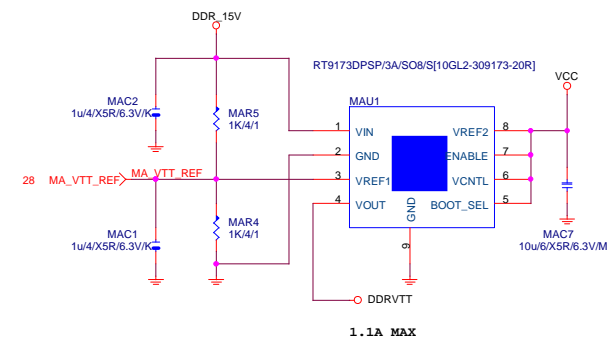 DDR_15V
RT9173DPSP/3A/SO8/S[10GL2-309173-20R]
VCC
MAC2
1u/4/X5R/6.3V/K
MAR5
1K/4/1
MAU1
1 VIN VREF2 8
2 GND ENABLE 7
3 VREF1 VCNTL 6
4 VOUT BOOT_SEL 5
GND
9
28 MA_VTT_REF MA_VTT_REF
MAC1
1u/4/X5R/6.3V/K
MAR4
1K/4/1
MAC7
10u/6/X5R/6.3V/M
DDRVTT
1.1A MAX